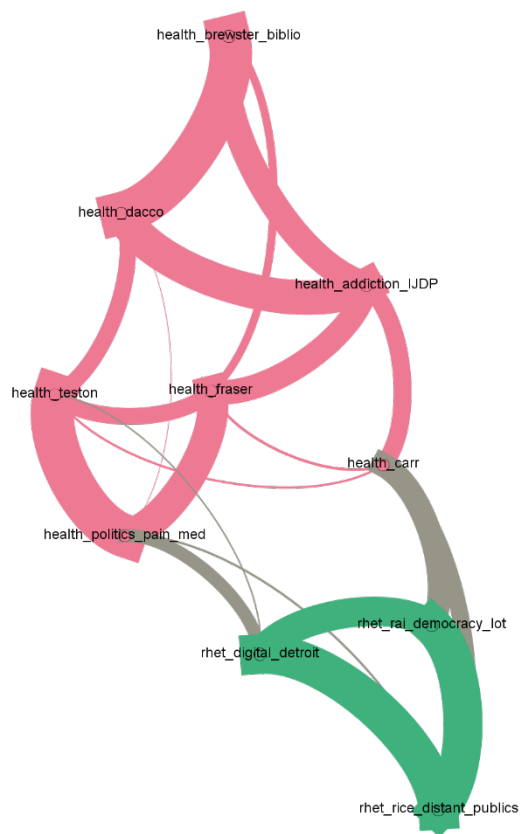 health_brewster_biblio
health_dacco
health_addiction_IJDP
health_fraser
health_teston
health_carr
health_politics_pain_med
rhet_rai_democracy_lot
rhet_digital_detroit
rhet_rice_distant_publics